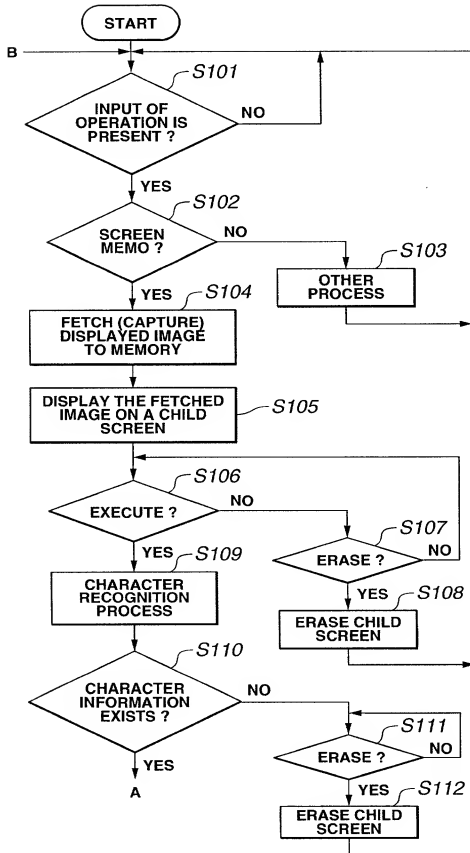 START
B
S101
INPUT OF
OPERATION IS
PRESENT ?
NO
YES
S102
SCREEN
MEMO ?
NO
S103
OTHER
PROCESS
YES
S104
FETCH (CAPTURE)
DISPLAYED IMAGE
TO MEMORY
DISPLAY THE FETCHED
IMAGE ON A CHILD
SCREEN
S105
S106
EXECUTE ?
NO
S107
ERASE ?
NO
YES
S108
ERASE CHILD
SCREEN
YES
S109
CHARACTER
RECOGNITION
PROCESS
S110
CHARACTER
INFORMATION
EXISTS ?
NO
S111
ERASE ?
NO
YES
S112
ERASE CHILD
SCREEN
YES
A